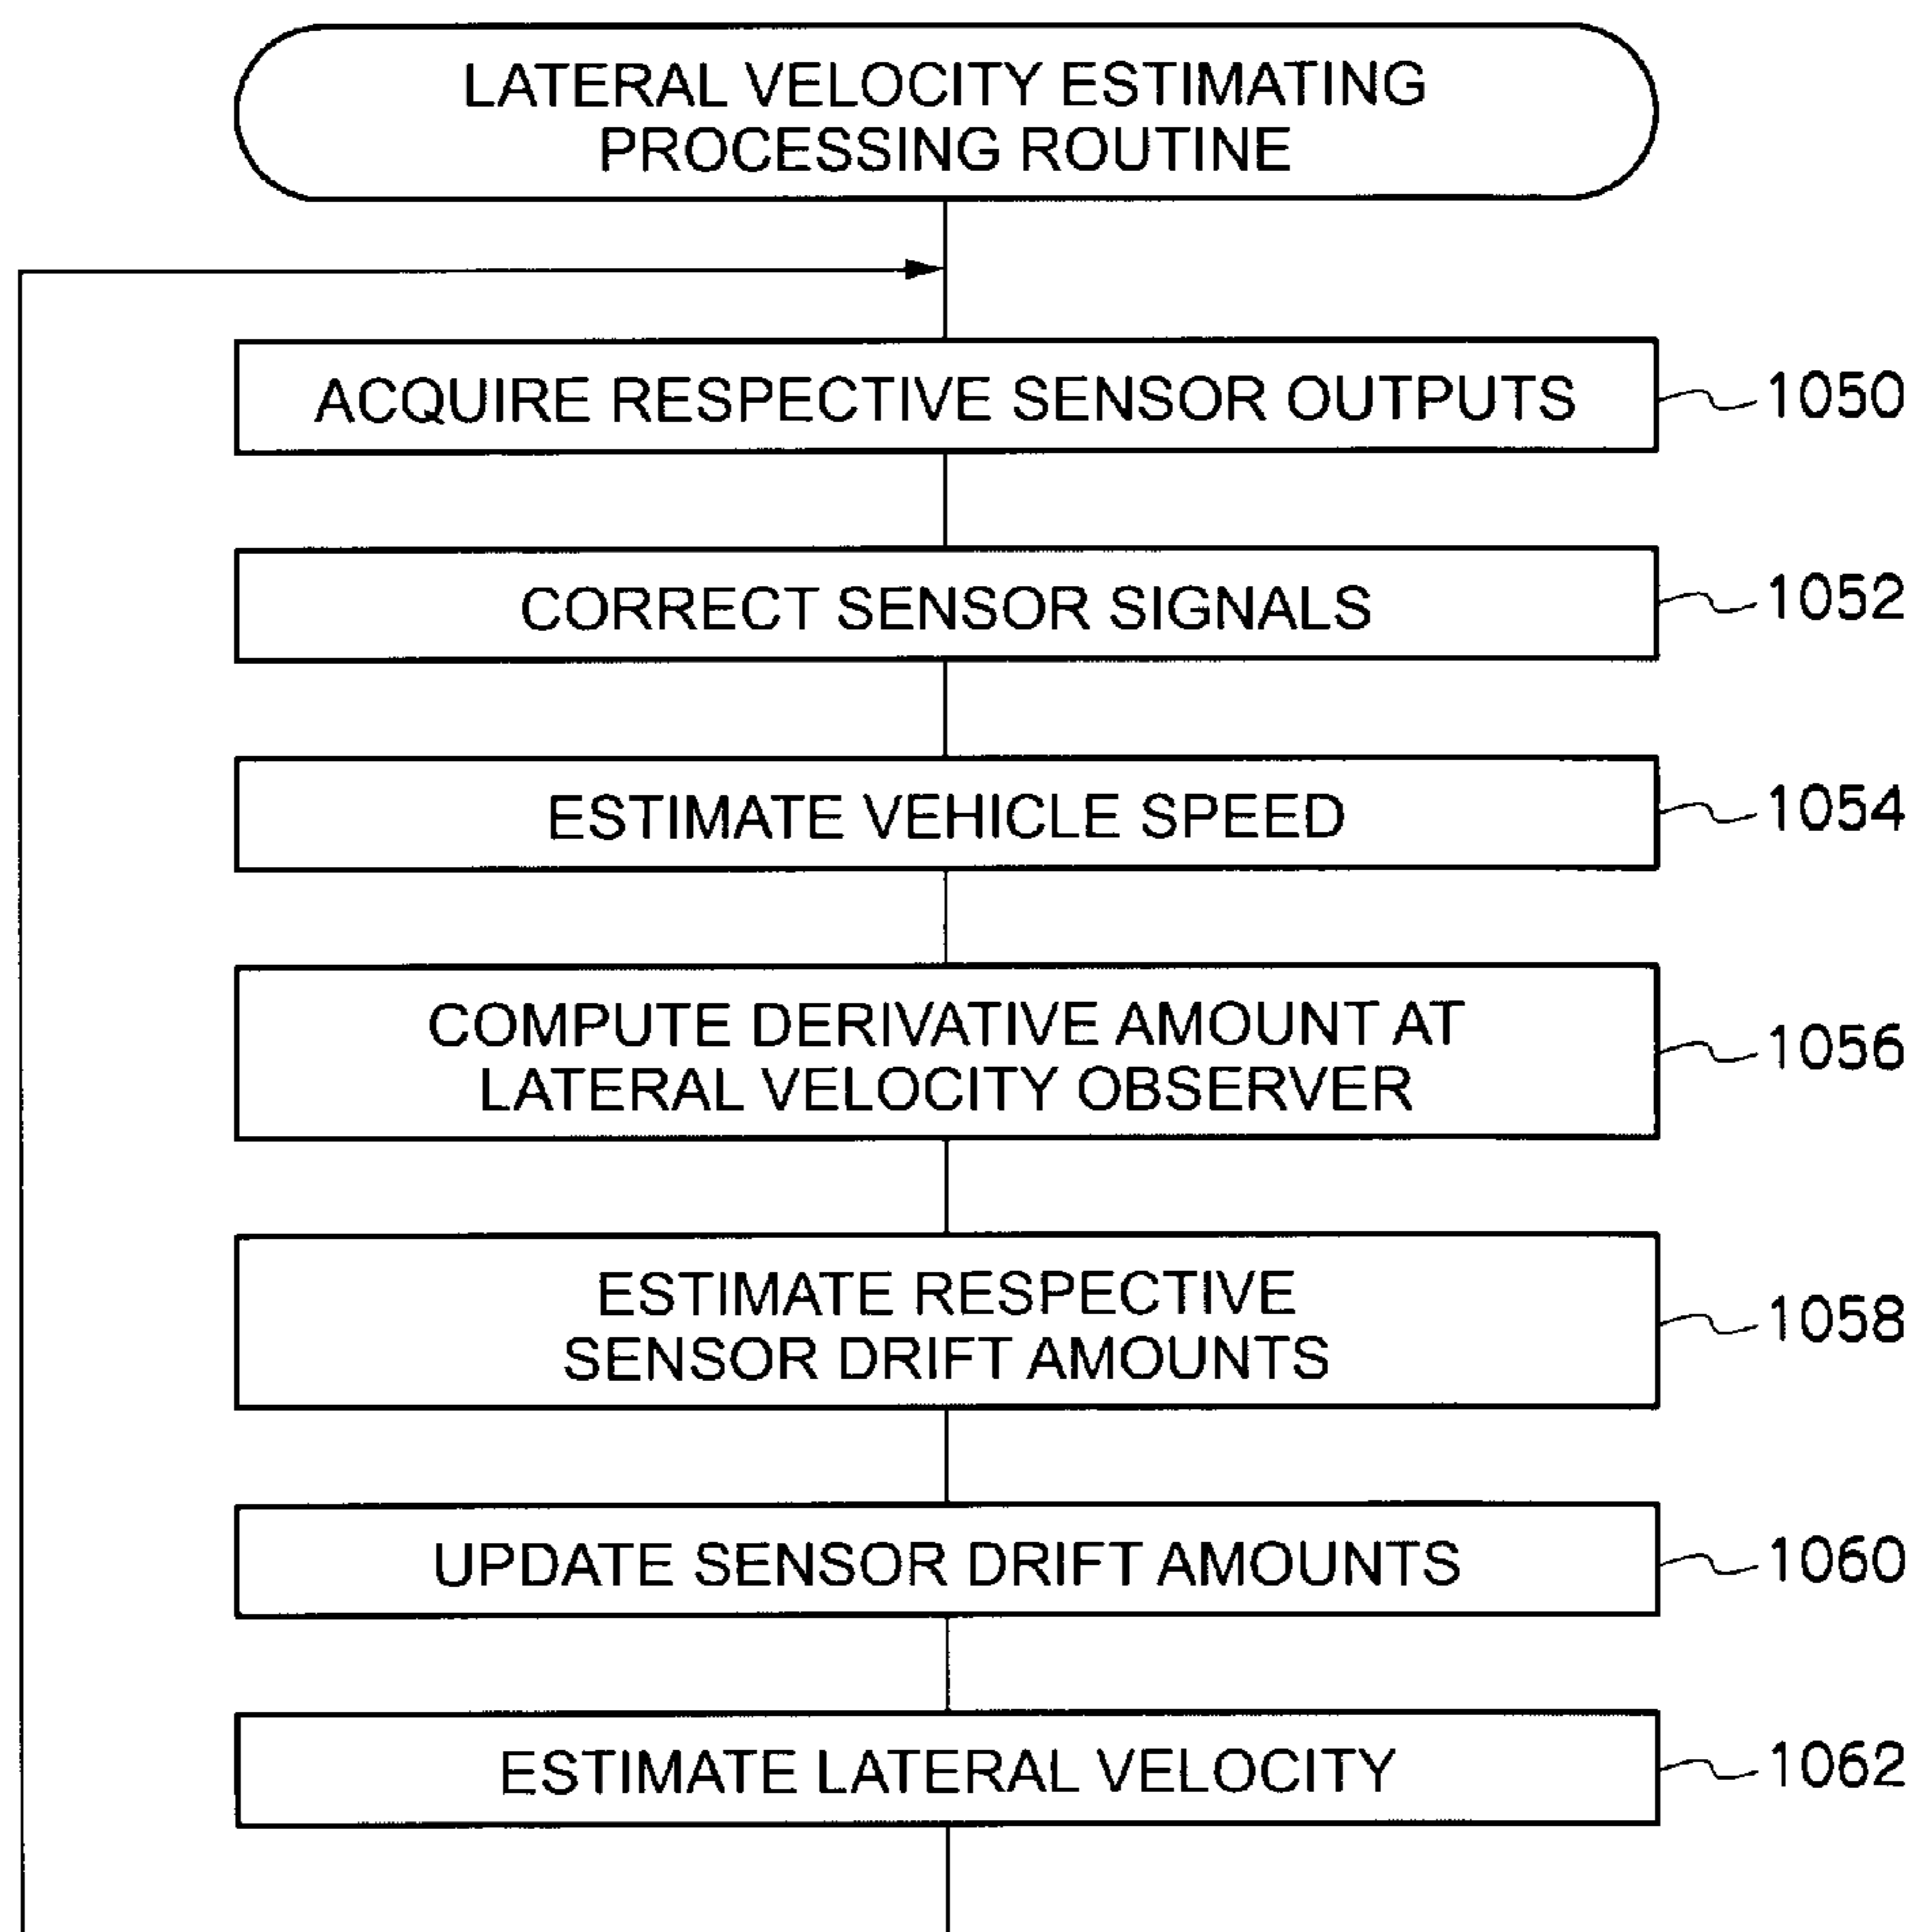 LATERAL VELOCITY ESTIMATING
PROCESSING ROUTINE
ACQUIRE RESPECTIVE SENSOR OUTPUTS
1050
CORRECT SENSOR SIGNALS
1052
ESTIMATE VEHICLE SPEED
1054
COMPUTE DERIVATIVE AMOUNT AT
LATERAL VELOCITY OBSERVER
1056
ESTIMATE RESPECTIVE
SENSOR DRIFT AMOUNTS
1058
UPDATE SENSOR DRIFT AMOUNTS
1060
ESTIMATE LATERAL VELOCITY
1062